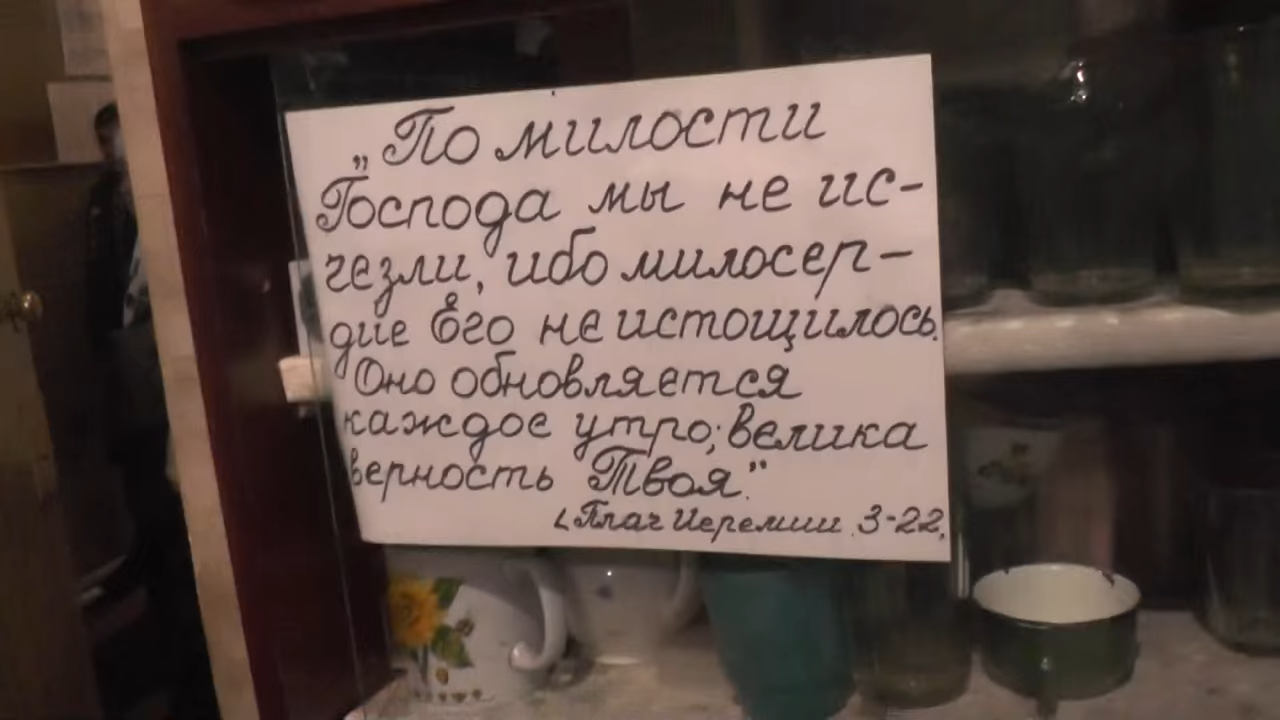 „По милости
Господа мы не ис-
чезли, ибо милосер-
дие Его не истощилось.
Оно обновляется
каждое утро; велика
верность Твоя."
(Плач Иеремии 3-22,